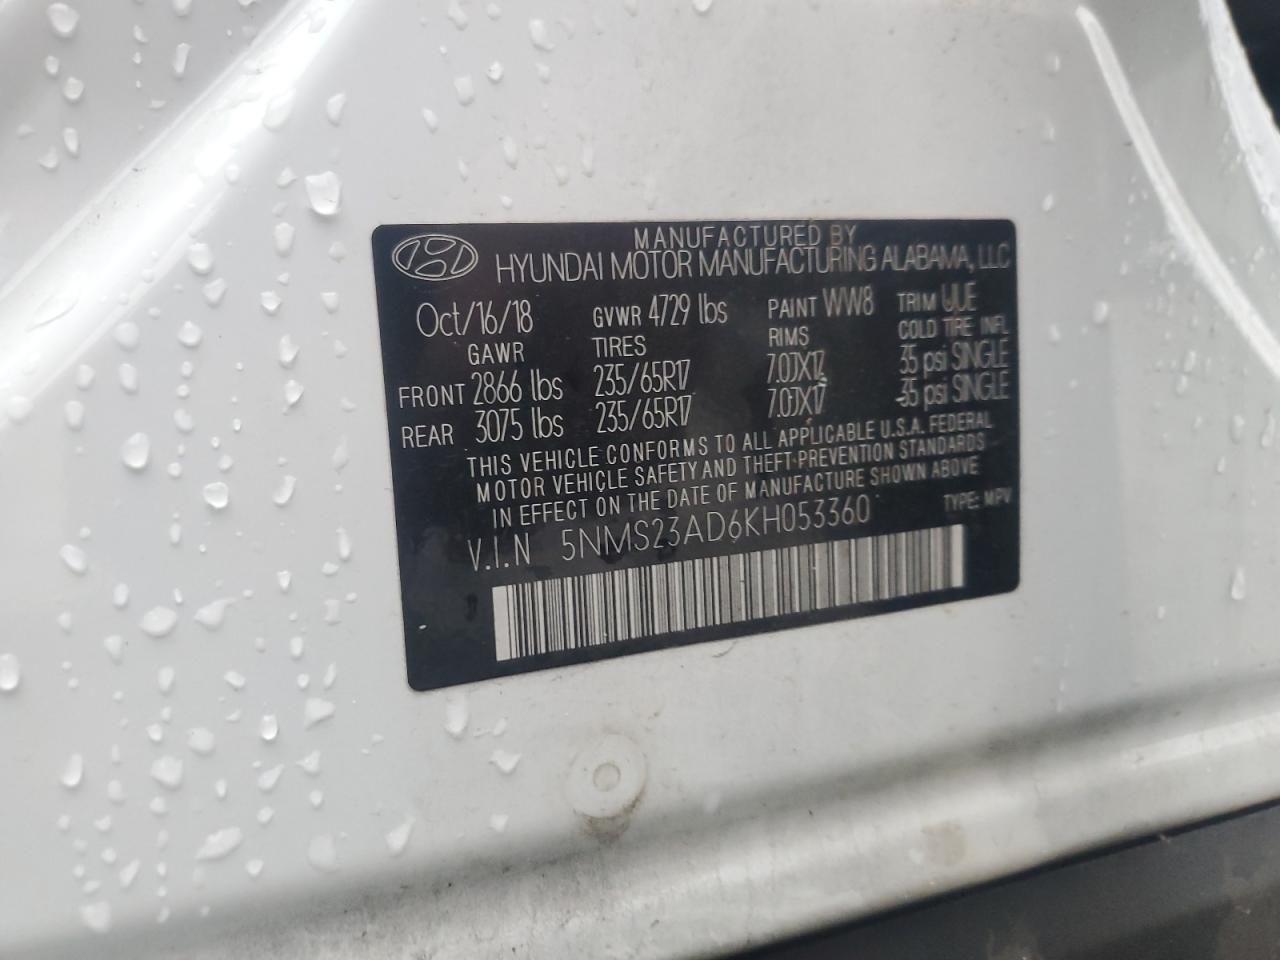 MANUFACTURED BY
HYUNDAI MOTOR MANUFACTURING ALABAMA, LLC
Oct/16/18 GVWR 4729 lbs PAINT WW8 TRIM UUE
GAWR TIRES RIMS COLD TIRE INFL
FRONT 2866 lbs 235/65R17 7.0JX17 35 psi SINGLE
REAR 3075 lbs 235/65R17 7.0JX17 35 psi SINGLE
THIS VEHICLE CONFORMS TO ALL APPLICABLE U.S.A. FEDERAL
MOTOR VEHICLE SAFETY AND THEFT PREVENTION STANDARDS
IN EFFECT ON THE DATE OF MANUFACTURE SHOWN ABOVE
V.I.N 5NMS23AD6KH053360 TYPE: MPV